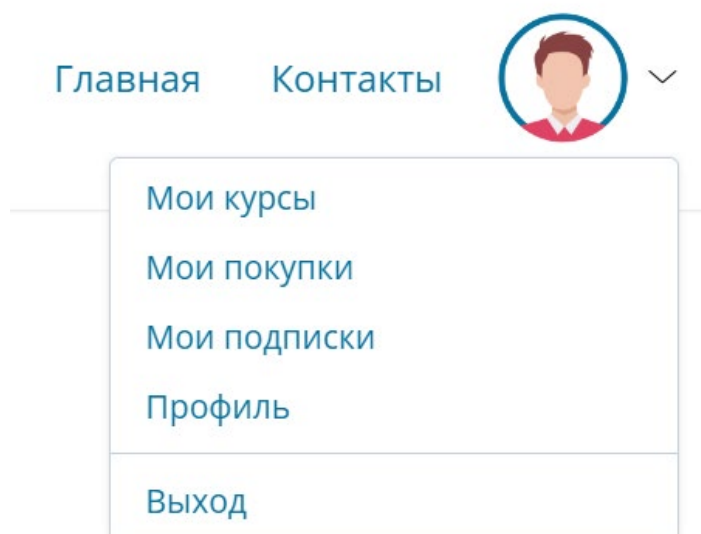 Главная Контакты
Мои курсы
Мои покупки
Мои подписки
Профиль
Выход